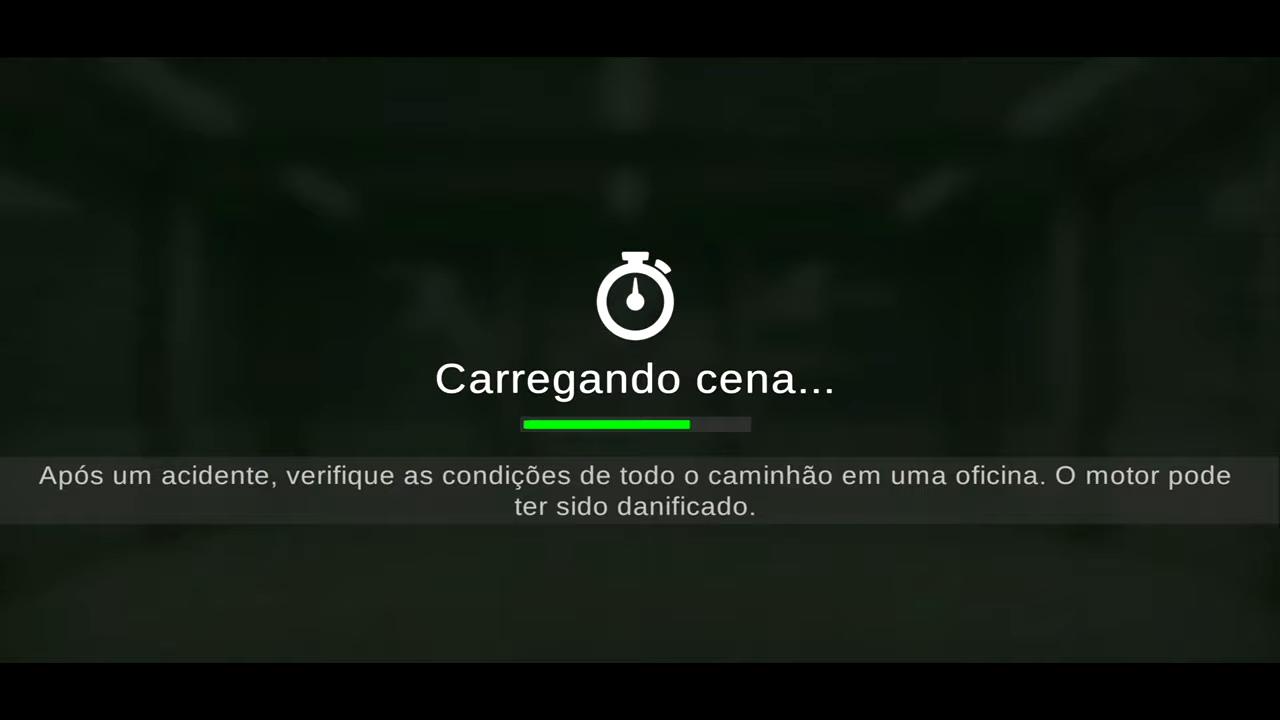 Carregando cena...
Após um acidente, verifique as condições de todo o caminhão em uma oficina. O motor pode
ter sido danificado.